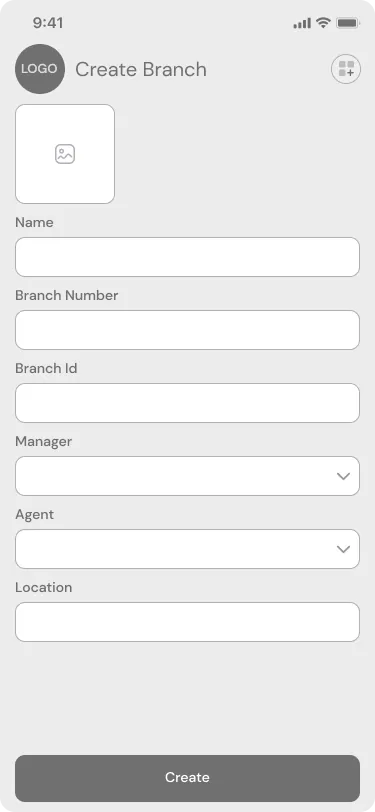 9:41
LOGO Create Branch
Name
Branch Number
Branch Id
Manager
Agent
Location
Create